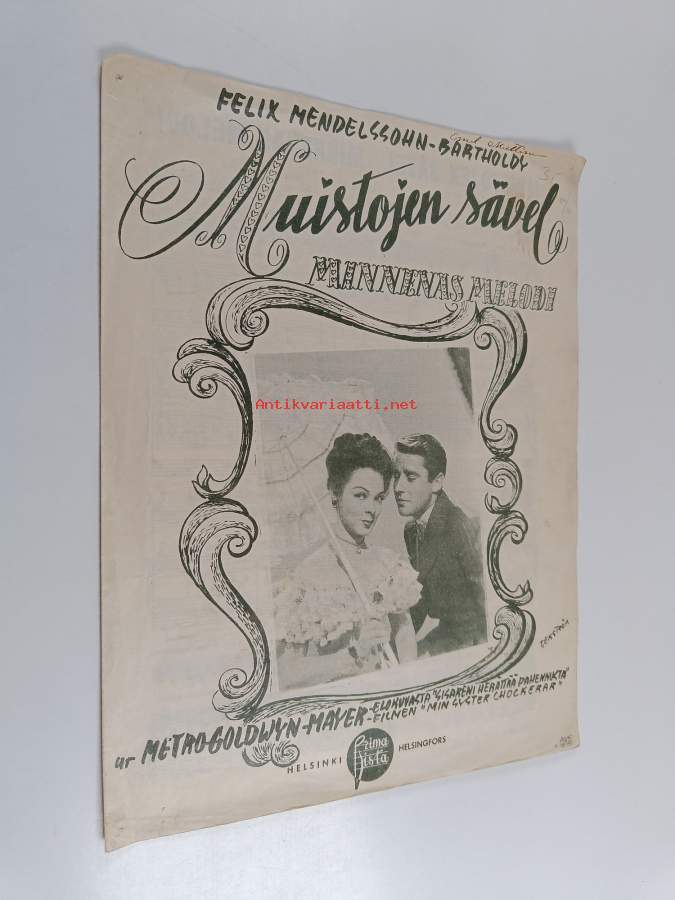 FELIX MENDELSSOHN-BARTHOLDY
Muistojen sävel
MINNENAS MELODI
Antikvariaatti.net
ur METRO-GOLDWYN-MAYER-ELOKUVASTA "SISARENI HERÄTTÄÄ PAHENNUSTA"
FILMEN "MIN SYSTER CHOCKERAR"
HELSINKI Prima Vista HELSINGFORS